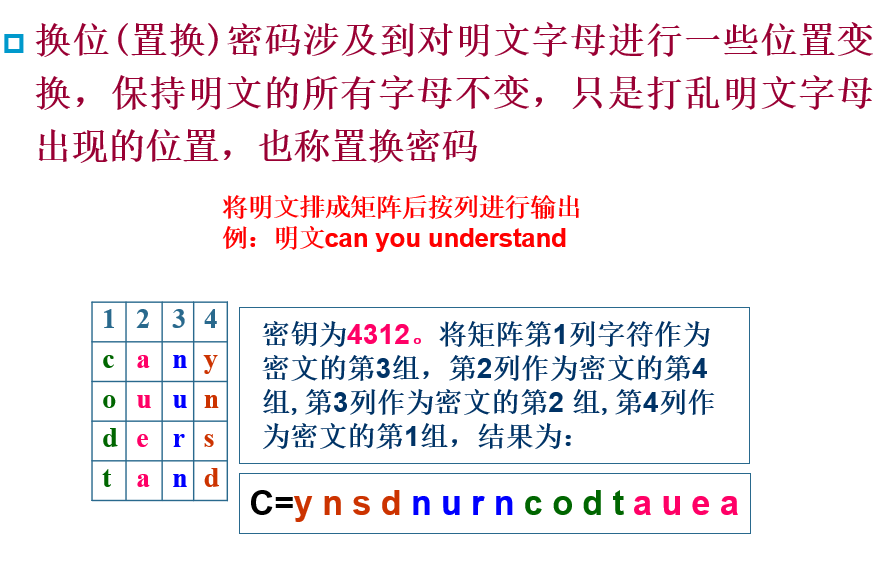 换位(置换)密码涉及到对明文字母进行一些位置变
换，保持明文的所有字母不变，只是打乱明文字母
出现的位置，也称置换密码
将明文排成矩阵后按列进行输出
例：明文can you understand
1 2 3 4
c a n y
o u u n
d e r s
t a n d
密钥为4312。将矩阵第1列字符作为
密文的第3组，第2列作为密文的第4
组,第3列作为密文的第2 组,第4列作
为密文的第1组，结果为：
C=y n s d n u r n c o d t a u e a